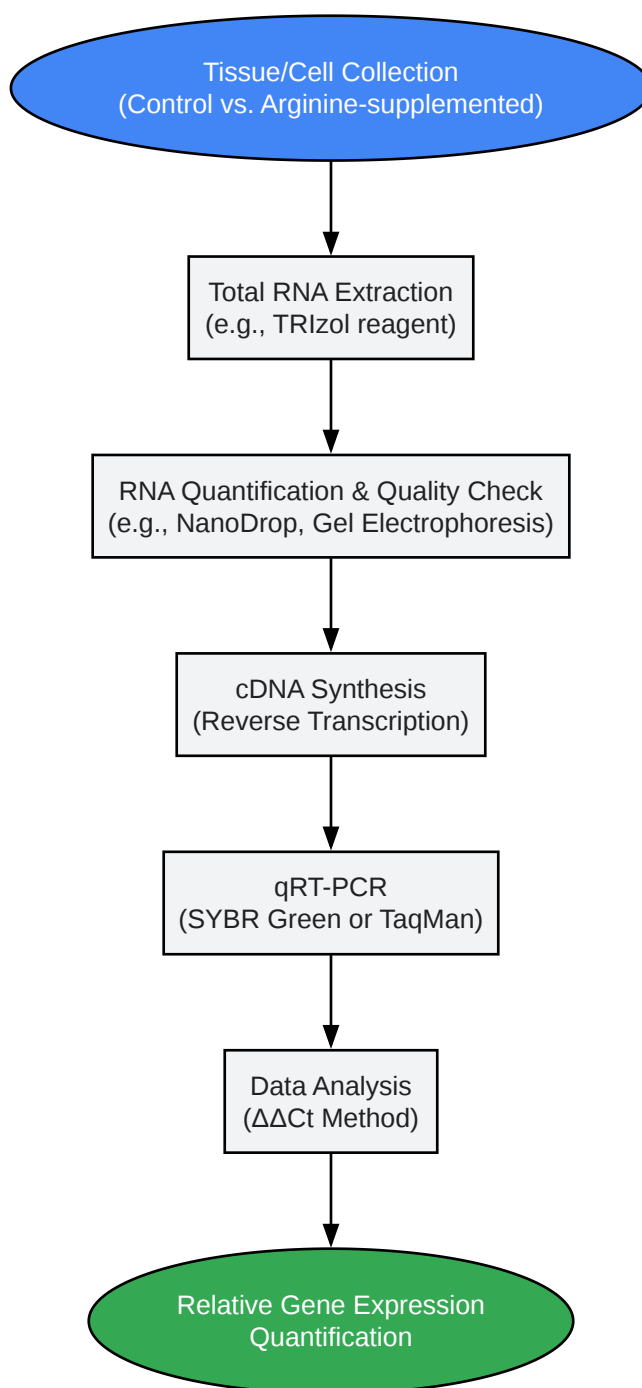 Tissue/Cell Collection
(Control vs. Arginine-supplemented)
Total RNA Extraction
(e.g., TRIzol reagent)
RNA Quantification & Quality Check
(e.g., NanoDrop, Gel Electrophoresis)
cDNA Synthesis
(Reverse Transcription)
qRT-PCR
(SYBR Green or TaqMan)
Data Analysis
(ΔΔCt Method)
Relative Gene Expression
Quantification